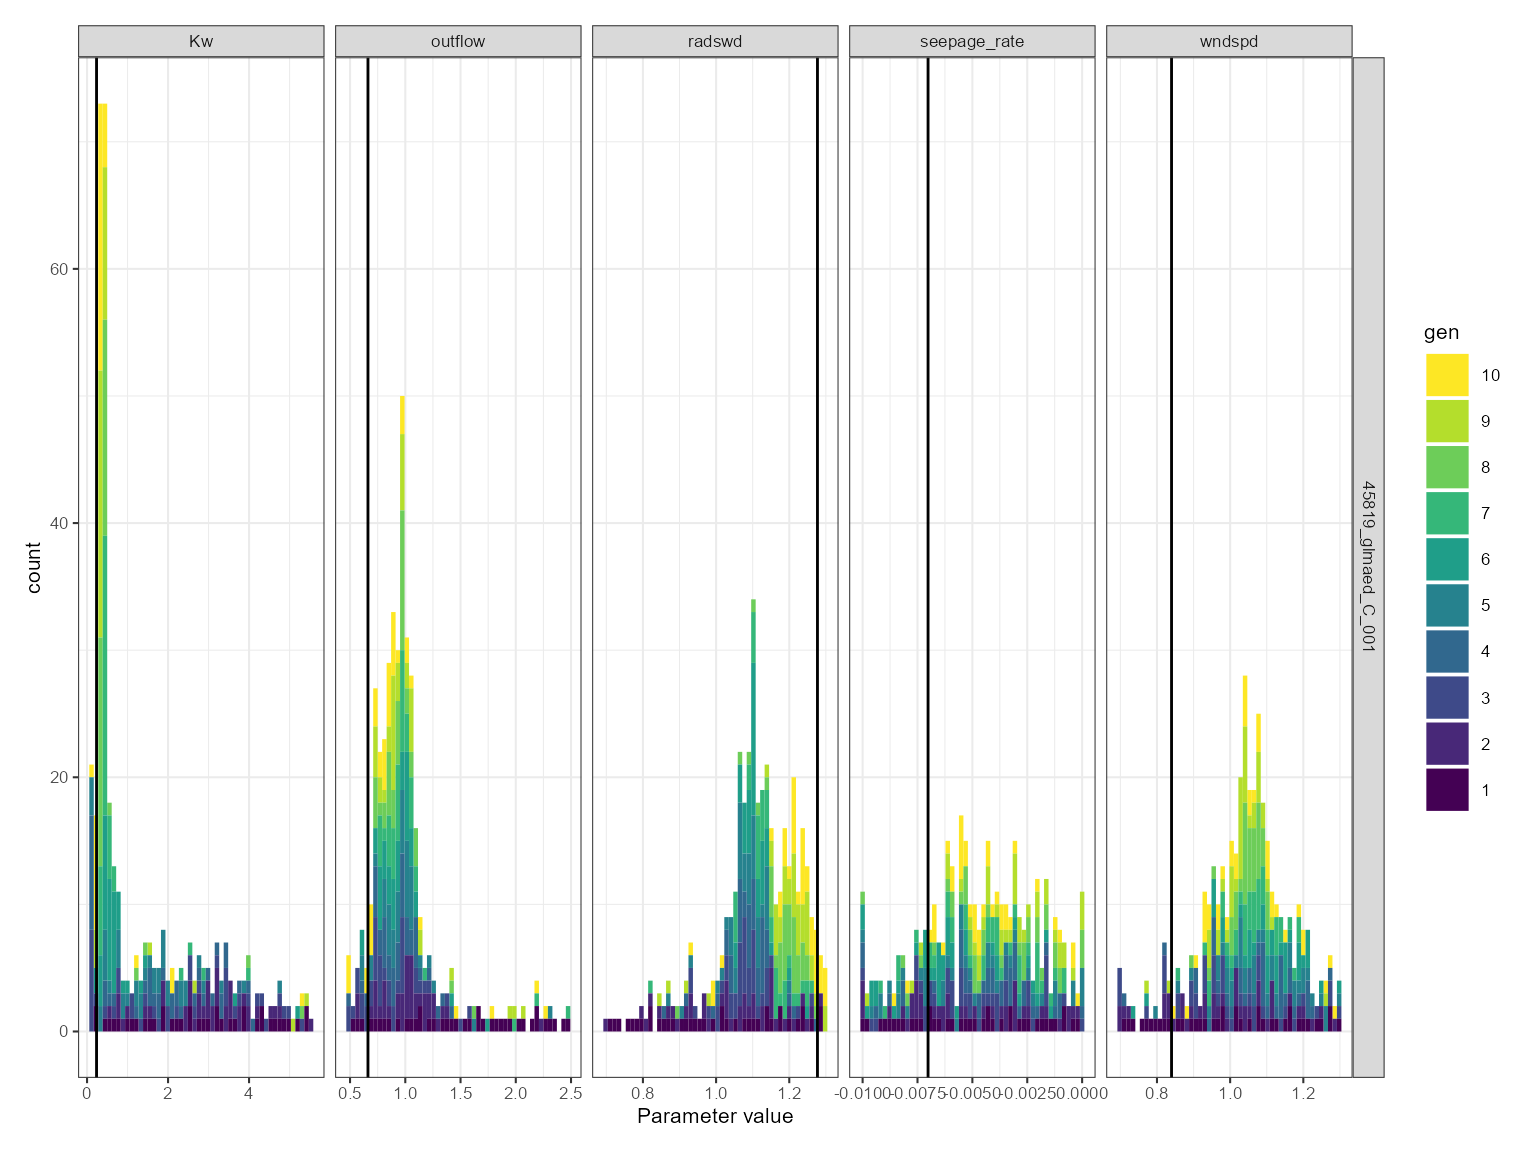 Kw
outflow
radswd
seepage_rate
wndspd
45819_glmaed_C_001
count
60
40
20
0
0 2 4
0.5 1.0 1.5 2.0 2.5
0.8 1.0 1.2
-0.0100 -0.0075 -0.0050 -0.0025 0.0000
0.8 1.0 1.2
Parameter value
gen
10
9
8
7
6
5
4
3
2
1